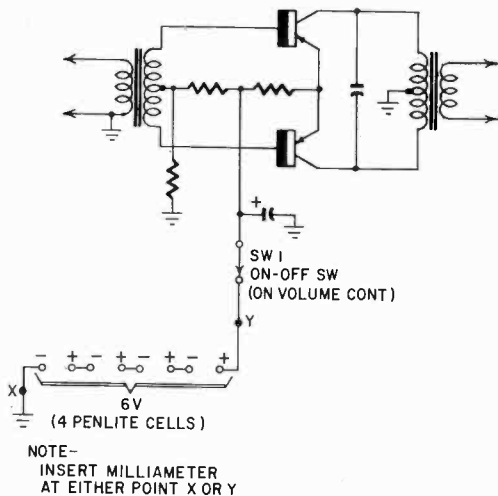 +
SW 1
ON-OFF SW
(ON VOLUME CONT)
Y
- + - + - + - +
X
6V
(4 PENLITE CELLS)
NOTE-
INSERT MILLIAMETER
AT EITHER POINT X OR Y